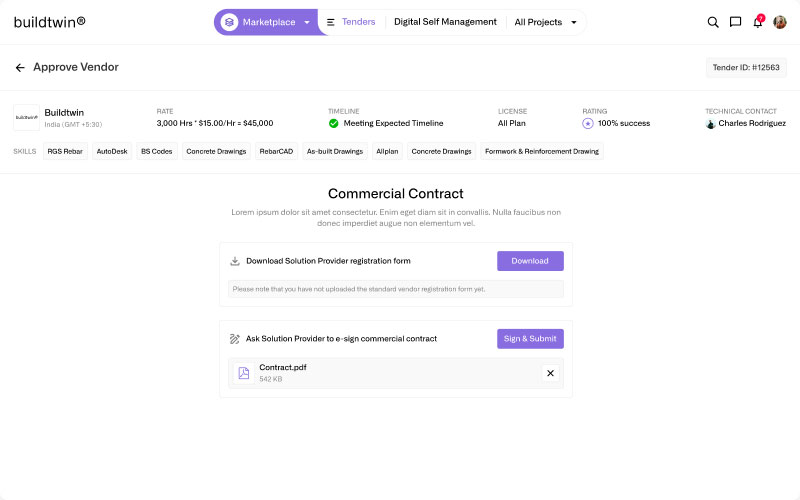 buildtwin®
Marketplace
Tenders
Digital Self Management
All Projects
7
Approve Vendor
Tender ID: #12563
buildtwin®
Buildtwin
India (GMT +5:30)
RATE
3,000 Hrs * $15.00/Hr = $45,000
TIMELINE
Meeting Expected Timeline
LICENSE
All Plan
RATING
100% success
TECHNICAL CONTACT
Charles Rodriguez
SKILLS
RGS Rebar
AutoDesk
BS Codes
Concrete Drawings
RebarCAD
As-built Drawings
Allplan
Concrete Drawings
Formwork & Reinforcement Drawing
Commercial Contract
Lorem ipsum dolor sit amet consectetur. Enim eget diam sit in convallis. Nulla faucibus non
donec imperdiet augue non elementum vel.
Download Solution Provider registration form
Download
Please note that you have not uploaded the standard vendor registration form yet.
Ask Solution Provider to e-sign commercial contract
Sign & Submit
Contract.pdf
542 KB